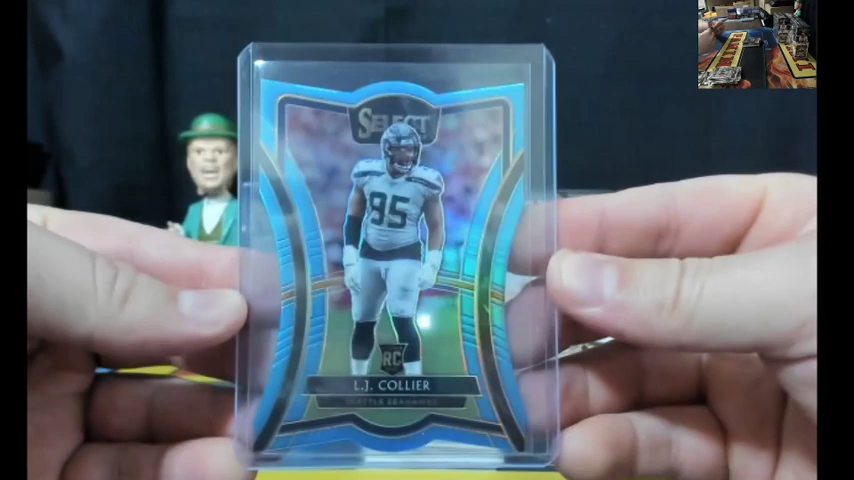 SELECT
95
RC
L.J. COLLIER
SEATTLE SEAHAWKS